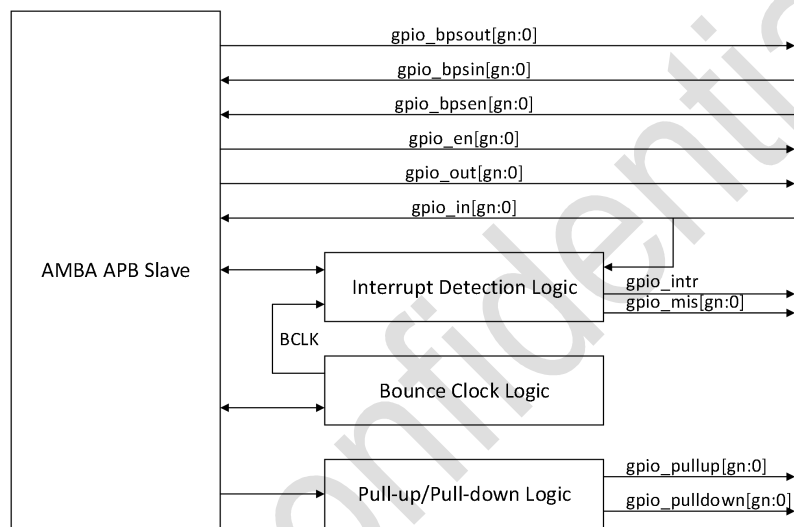 gpio_bpsout[gn:0]
gpio_bpsin[gn:0]
gpio_bpsen[gn:0]
gpio_en[gn:0]
gpio_out[gn:0]
gpio_in[gn:0]
AMBA APB Slave
Interrupt Detection Logic
gpio_intr
gpio_mis[gn:0]
BCLK
Bounce Clock Logic
Pull-up/Pull-down Logic
gpio_pullup[gn:0]
gpio_pulldown[gn:0]
onfidentia